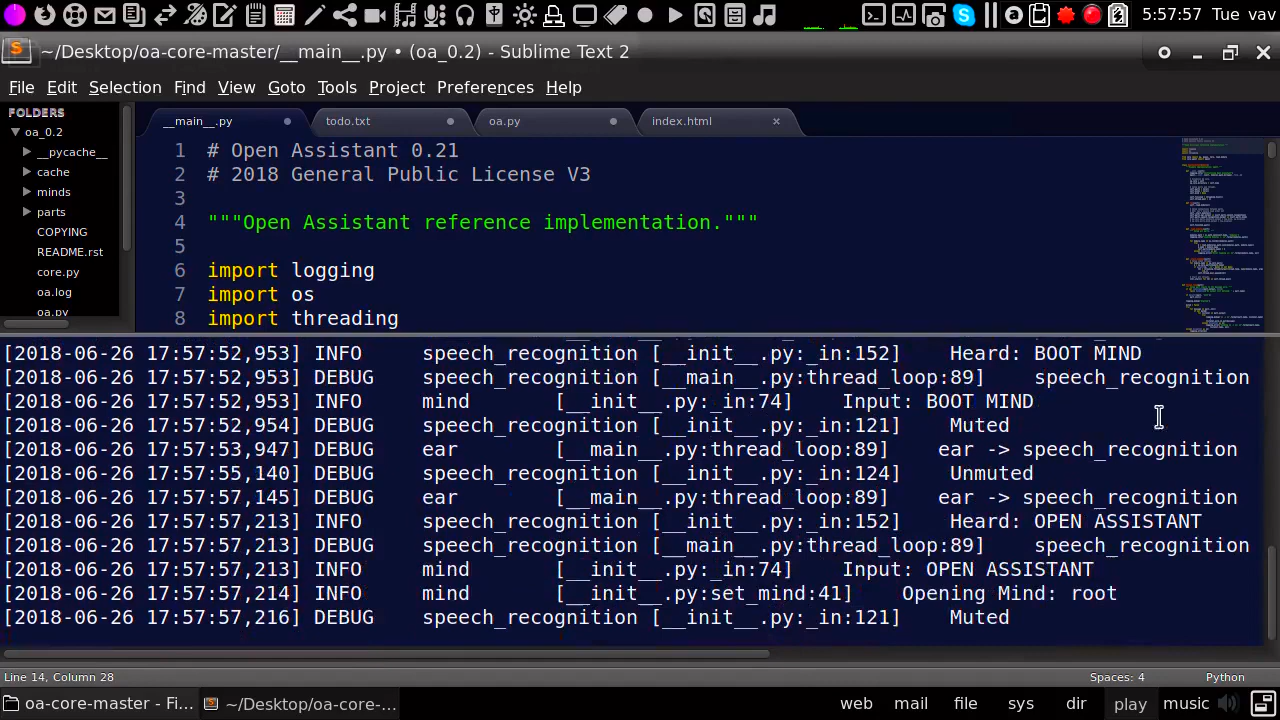 5:57:57 Tue vav
~/Desktop/oa-core-master/__main__.py • (oa_0.2) - Sublime Text 2
File Edit Selection Find View Goto Tools Project Preferences Help
FOLDERS
oa_0.2
__pycache__
cache
minds
parts
COPYING
README.rst
core.py
oa.log
oa.py
__main__.py todo.txt oa.py index.html
1 # Open Assistant 0.21
2 # 2018 General Public License V3
3
4 """Open Assistant reference implementation."""
5
6 import logging
7 import os
8 import threading
[2018-06-26 17:57:52,953] INFO speech_recognition [__init__.py:_in:152] Heard: BOOT MIND
[2018-06-26 17:57:52,953] DEBUG speech_recognition [__main__.py:thread_loop:89] speech_recognition
[2018-06-26 17:57:52,953] INFO mind [__init__.py:_in:74] Input: BOOT MIND
[2018-06-26 17:57:52,954] DEBUG speech_recognition [__init__.py:_in:121] Muted
[2018-06-26 17:57:53,947] DEBUG ear [__main__.py:thread_loop:89] ear -> speech_recognition
[2018-06-26 17:57:55,140] DEBUG speech_recognition [__init__.py:_in:124] Unmuted
[2018-06-26 17:57:57,145] DEBUG ear [__main__.py:thread_loop:89] ear -> speech_recognition
[2018-06-26 17:57:57,213] INFO speech_recognition [__init__.py:_in:152] Heard: OPEN ASSISTANT
[2018-06-26 17:57:57,213] DEBUG speech_recognition [__main__.py:thread_loop:89] speech_recognition
[2018-06-26 17:57:57,213] INFO mind [__init__.py:_in:74] Input: OPEN ASSISTANT
[2018-06-26 17:57:57,214] INFO mind [__init__.py:set_mind:41] Opening Mind: root
[2018-06-26 17:57:57,216] DEBUG speech_recognition [__init__.py:_in:121] Muted
Line 14, Column 28 Spaces: 4 Python
oa-core-master - Fi... ~/Desktop/oa-core-... web mail file sys dir play music